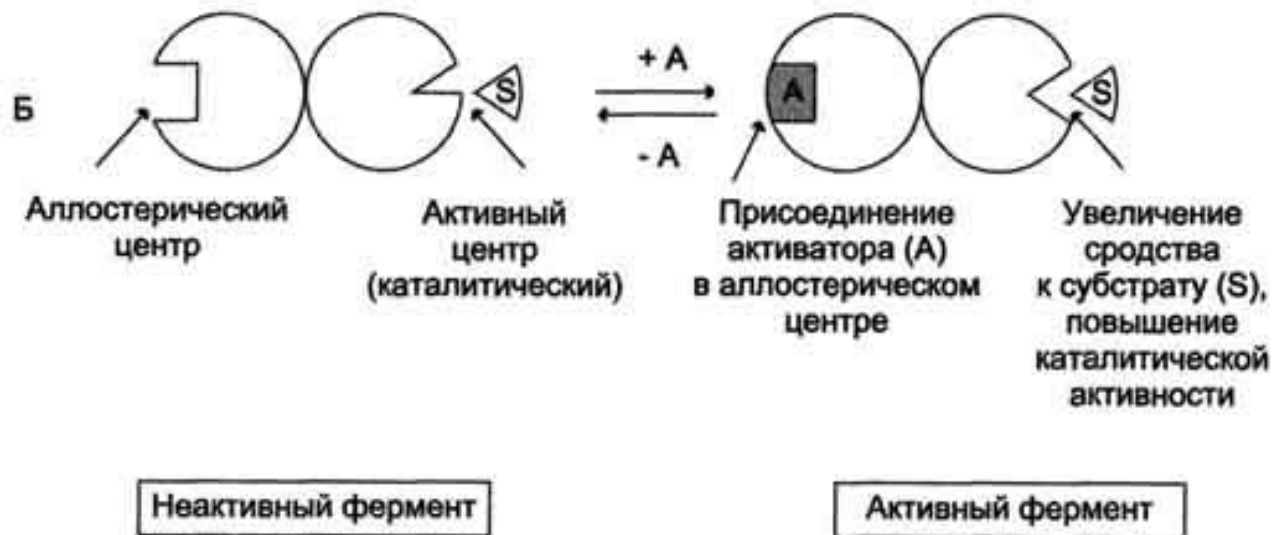 Б
S
+ А
- А
А
S
Аллостерический
центр
Активный
центр
(каталитический)
Присоединение
активатора (А)
в аллостерическом
центре
Увеличение
сродства
к субстрату (S),
повышение
каталитической
активности
Неактивный фермент
Активный фермент